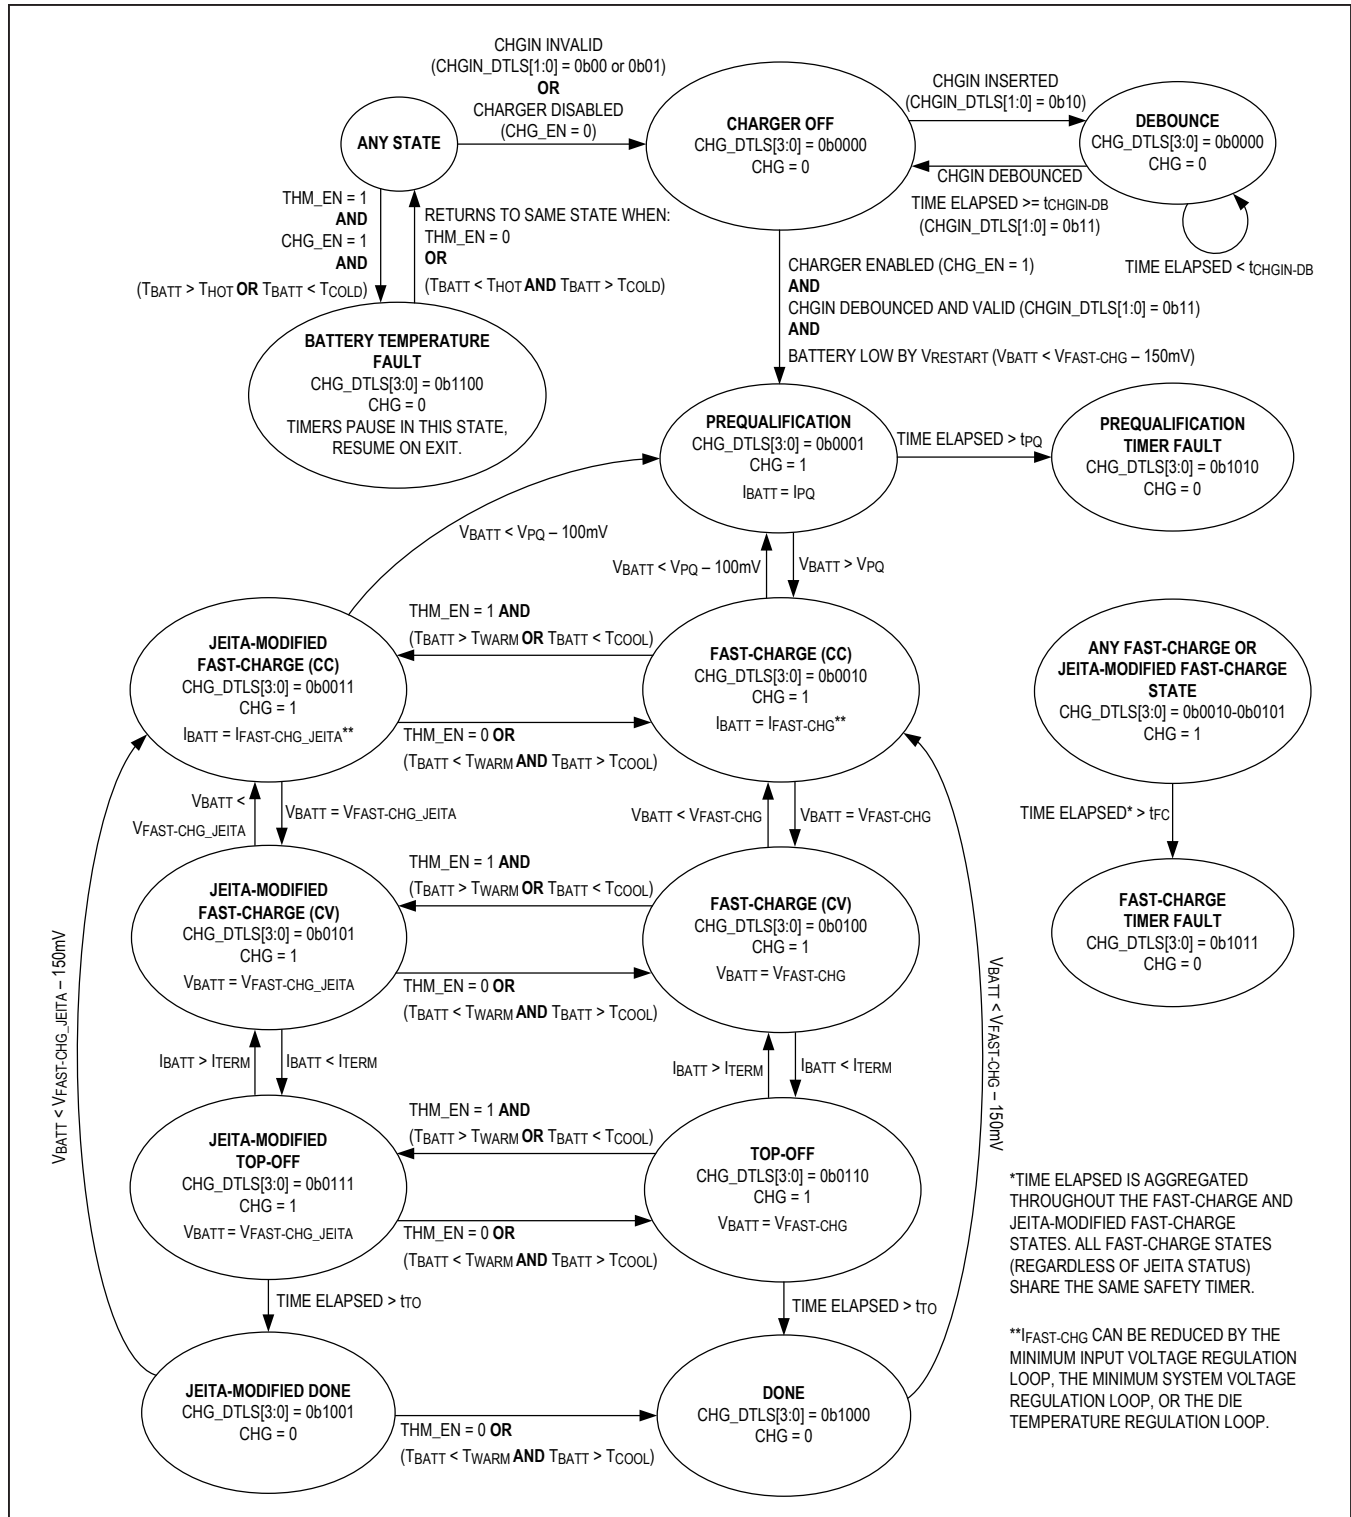 CHGIN INVALID
(CHGIN_DTLS[1:0] = 0b00 or 0b01)
OR
CHARGER DISABLED
(CHG_EN = 0)
ANY STATE
CHARGER OFF
CHG_DTLS[3:0] = 0b0000
CHG = 0
CHGIN INSERTED
(CHGIN_DTLS[1:0] = 0b10)
DEBOUNCE
CHG_DTLS[3:0] = 0b0000
CHG = 0
CHGIN DEBOUNCED
TIME ELAPSED >= tCHGIN-DB
(CHGIN_DTLS[1:0] = 0b11)
TIME ELAPSED < tCHGIN-DB
THM_EN = 1
AND
CHG_EN = 1
AND
(TBATT > THOT OR TBATT < TCOLD)
RETURNS TO SAME STATE WHEN:
THM_EN = 0
OR
(TBATT < THOT AND TBATT > TCOLD)
CHARGER ENABLED (CHG_EN = 1)
AND
CHGIN DEBOUNCED AND VALID (CHGIN_DTLS[1:0] = 0b11)
AND
BATTERY LOW BY VRESTART (VBATT < VFAST-CHG – 150mV)
BATTERY TEMPERATURE
FAULT
CHG_DTLS[3:0] = 0b1100
CHG = 0
TIMERS PAUSE IN THIS STATE,
RESUME ON EXIT.
PREQUALIFICATION
CHG_DTLS[3:0] = 0b0001
CHG = 1
IBATT = IPQ
TIME ELAPSED > tPQ
PREQUALIFICATION
TIMER FAULT
CHG_DTLS[3:0] = 0b1010
CHG = 0
VBATT < VPQ – 100mV
VBATT < VPQ – 100mV
VBATT > VPQ
JEITA-MODIFIED
FAST-CHARGE (CC)
CHG_DTLS[3:0] = 0b0011
CHG = 1
IBATT = IFAST-CHG_JEITA**
THM_EN = 1 AND
(TBATT > TWARM OR TBATT < TCOOL)
THM_EN = 0 OR
(TBATT < TWARM AND TBATT > TCOOL)
FAST-CHARGE (CC)
CHG_DTLS[3:0] = 0b0010
CHG = 1
IBATT = IFAST-CHG**
ANY FAST-CHARGE OR
JEITA-MODIFIED FAST-CHARGE
STATE
CHG_DTLS[3:0] = 0b0010-0b0101
CHG = 1
VBATT <
VFAST-CHG_JEITA
VBATT = VFAST-CHG_JEITA
VBATT < VFAST-CHG
VBATT = VFAST-CHG
TIME ELAPSED* > tFC
JEITA-MODIFIED
FAST-CHARGE (CV)
CHG_DTLS[3:0] = 0b0101
CHG = 1
VBATT = VFAST-CHG_JEITA
THM_EN = 1 AND
(TBATT > TWARM OR TBATT < TCOOL)
THM_EN = 0 OR
(TBATT < TWARM AND TBATT > TCOOL)
FAST-CHARGE (CV)
CHG_DTLS[3:0] = 0b0100
CHG = 1
VBATT = VFAST-CHG
FAST-CHARGE
TIMER FAULT
CHG_DTLS[3:0] = 0b1011
CHG = 0
VBATT < VFAST-CHG_JEITA – 150mV
VBATT < VFAST-CHG – 150mV
IBATT > ITERM
IBATT < ITERM
IBATT > ITERM
IBATT < ITERM
JEITA-MODIFIED
TOP-OFF
CHG_DTLS[3:0] = 0b0111
CHG = 1
VBATT = VFAST-CHG_JEITA
THM_EN = 1 AND
(TBATT > TWARM OR TBATT < TCOOL)
THM_EN = 0 OR
(TBATT < TWARM AND TBATT > TCOOL)
TOP-OFF
CHG_DTLS[3:0] = 0b0110
CHG = 1
VBATT = VFAST-CHG
*TIME ELAPSED IS AGGREGATED
THROUGHOUT THE FAST-CHARGE AND
JEITA-MODIFIED FAST-CHARGE
STATES. ALL FAST-CHARGE STATES
(REGARDLESS OF JEITA STATUS)
SHARE THE SAME SAFETY TIMER.
TIME ELAPSED > tTO
TIME ELAPSED > tTO
JEITA-MODIFIED DONE
CHG_DTLS[3:0] = 0b1001
CHG = 0
THM_EN = 0 OR
(TBATT < TWARM AND TBATT > TCOOL)
DONE
CHG_DTLS[3:0] = 0b1000
CHG = 0
**IFAST-CHG CAN BE REDUCED BY THE
MINIMUM INPUT VOLTAGE REGULATION
LOOP, THE MINIMUM SYSTEM VOLTAGE
REGULATION LOOP, OR THE DIE
TEMPERATURE REGULATION LOOP.